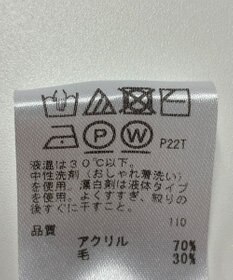 P W P22T
液温は30℃以下。
中性洗剤(おしゃれ着洗い)
を使用。漂白剤は液体タイプ
を使用。よくすすぎ、絞りの
後すぐに干すこと。
110
品質
アクリル 70%
毛 30%